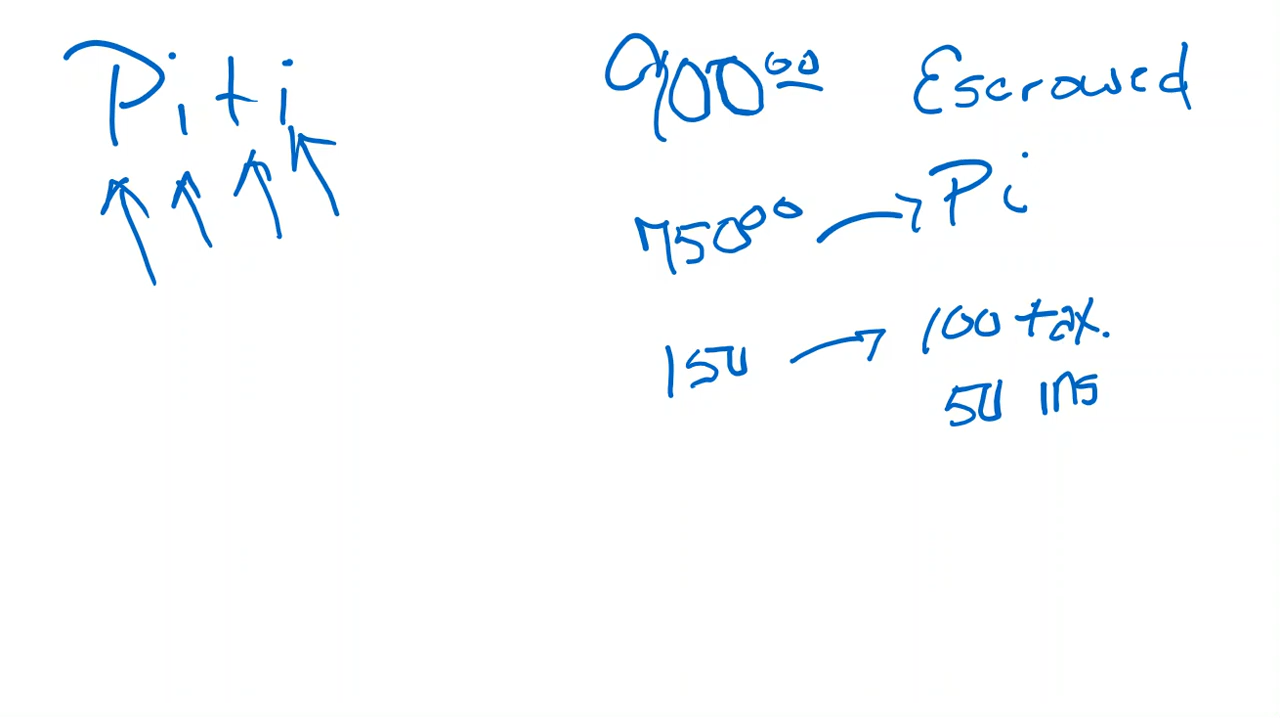 Piti
900⁰⁰ Escrowed
750⁰⁰ → Pi
150 → 100 tax.
50 ins